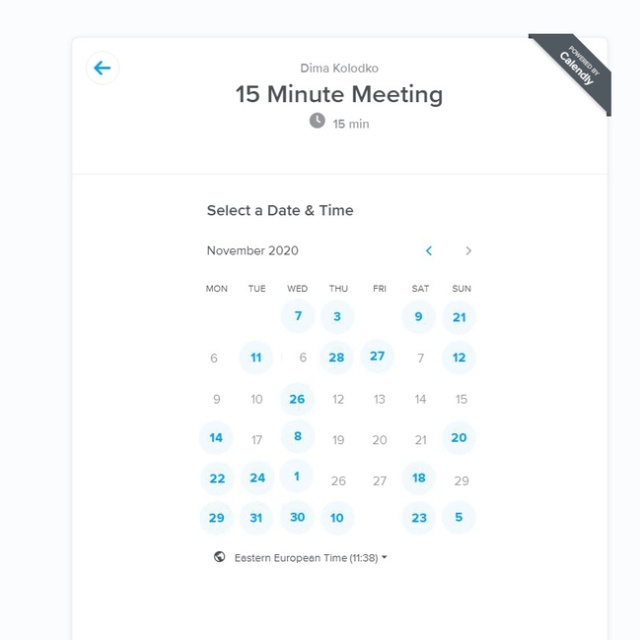 POWERED BY
Calendly
Dima Kolodko
15 Minute Meeting
15 min
Select a Date & Time
November 2020 < >
MON TUE WED THU FRI SAT SUN
7 3 9 21
6 11 6 28 27 7 12
9 10 26 12 13 14 15
14 17 8 19 20 21 20
22 24 1 26 27 18 29
29 31 30 10 23 5
Eastern European Time (11:38)